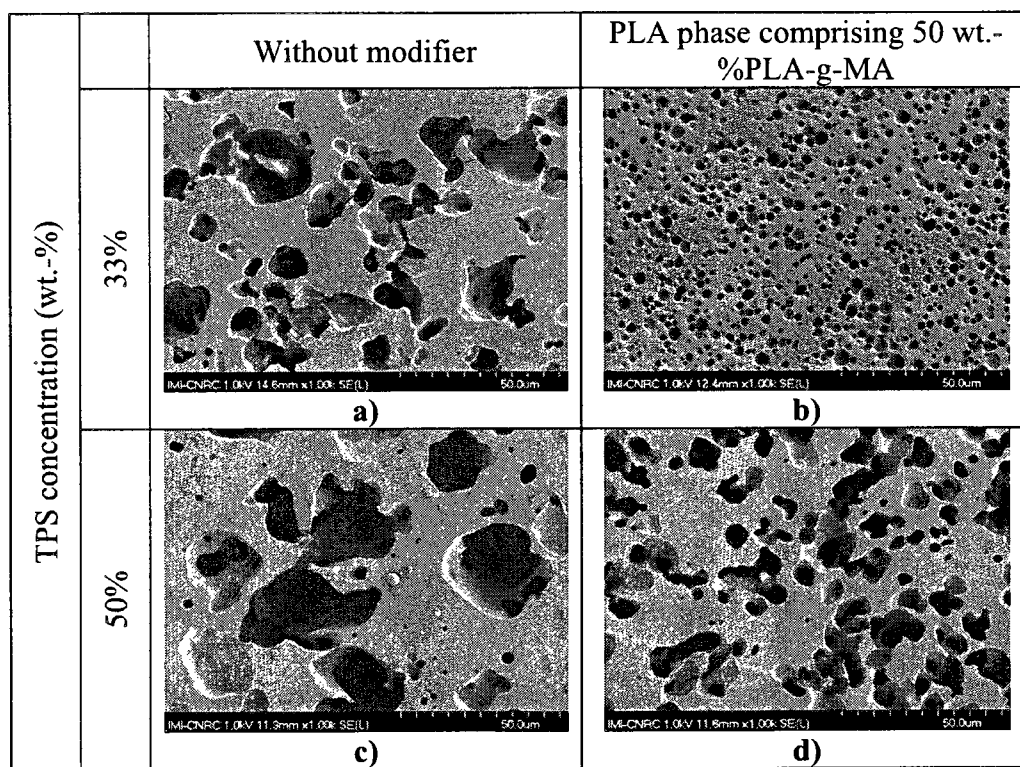 Without modifier
PLA phase comprising 50 wt.-
%PLA-g-MA
TPS concentration (wt.-%)
33%
IMI-CNRC 1.0kV 14.6mm x1.00k SE(L) 50.0um
a)
IMI-CNRC 1.0kV 12.4mm x1.00k SE(L) 50.0um
b)
50%
IMI-CNRC 1.0kV 11.3mm x1.00k SE(L) 50.0um
c)
IMI-CNRC 1.0kV 11.6mm x1.00k SE(L) 50.0um
d)